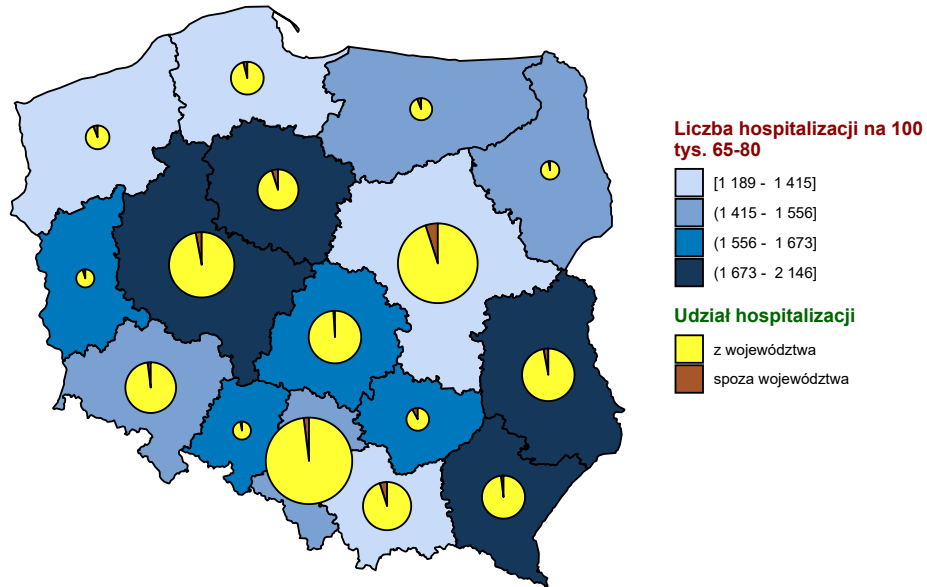 Liczba hospitalizacji na 100
tys. 65-80
[1 189 - 1 415]
(1 415 - 1 556]
(1 556 - 1 673]
(1 673 - 2 146]
Udział hospitalizacji
z województwa
spoza województwa